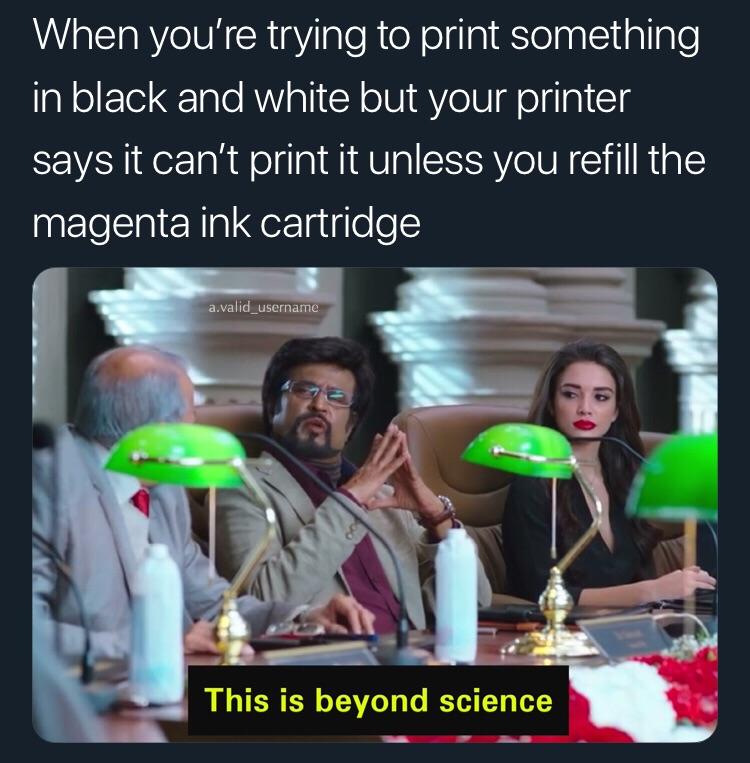 When you’re trying to print something
in black and white but your printer
says it can’t print it unless you refill the
magenta ink cartridge
a.valid_username
This is beyond science